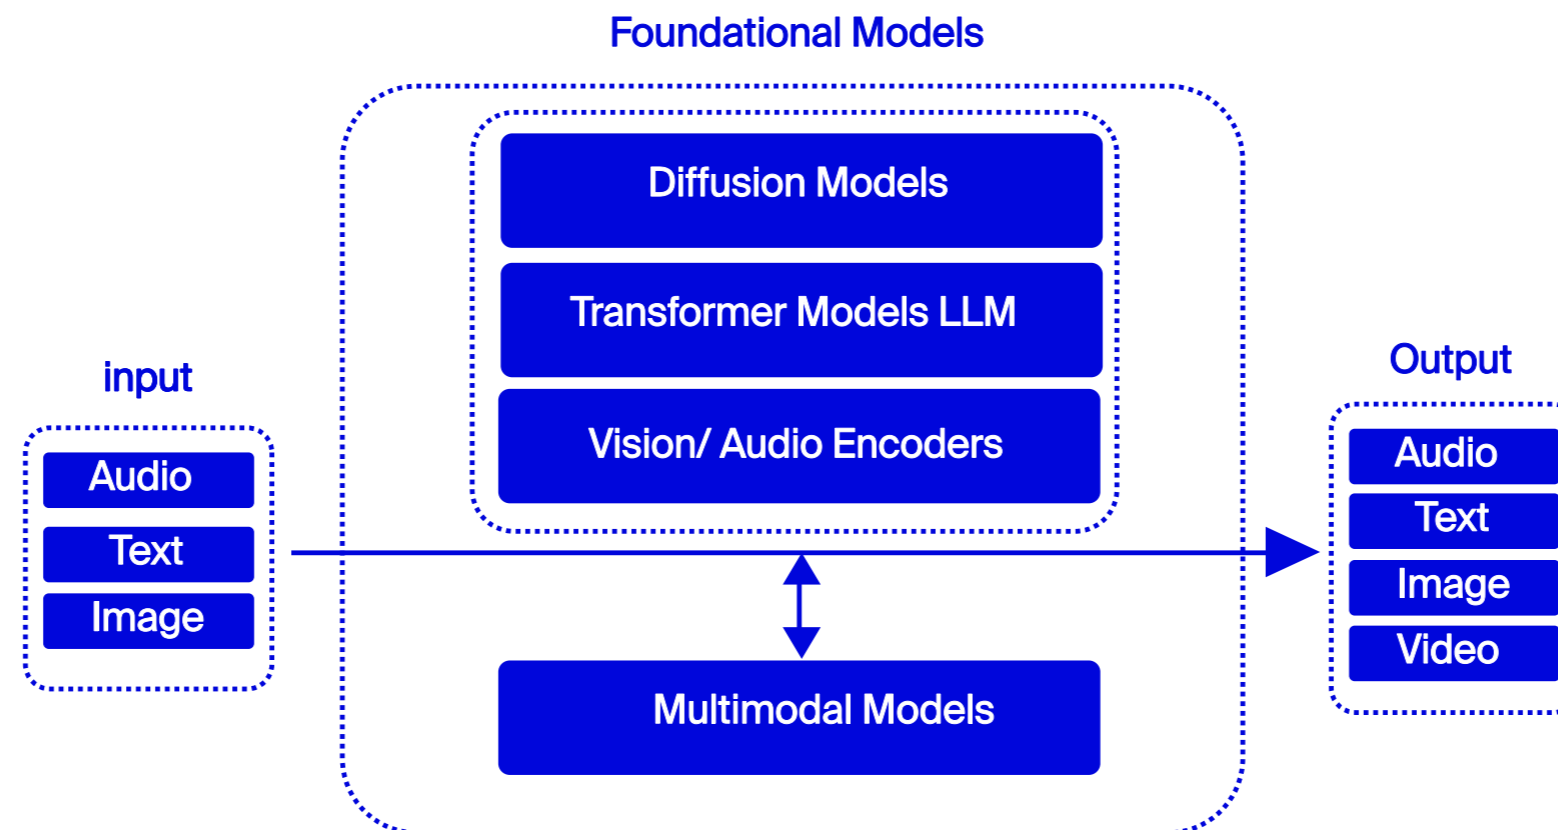 Foundational Models
Diffusion Models
Transformer Models LLM
Vision/ Audio Encoders
Multimodal Models
input
Audio
Text
Image
Output
Audio
Text
Image
Video